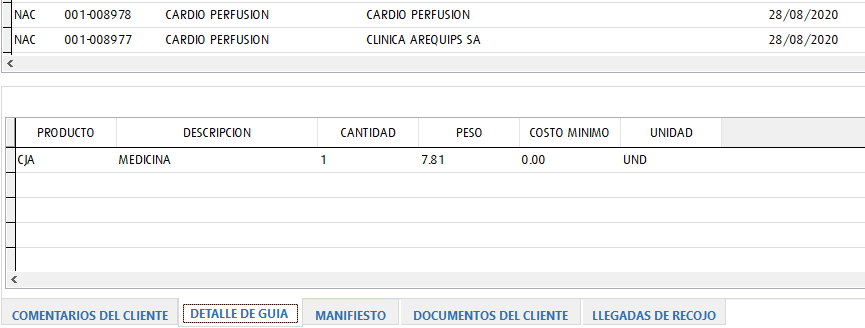 NAC 001-008978 CARDIO PERFUSION CARDIO PERFUSION 28/08/2020
NAC 001-008977 CARDIO PERFUSION CLINICA AREQUIPS SA 28/08/2020
PRODUCTO DESCRIPCION CANTIDAD PESO COSTO MINIMO UNIDAD
CJA MEDICINA 1 7.81 0.00 UND
COMENTARIOS DEL CLIENTE DETALLE DE GUIA MANIFIESTO DOCUMENTOS DEL CLIENTE LLEGADAS DE RECOJO